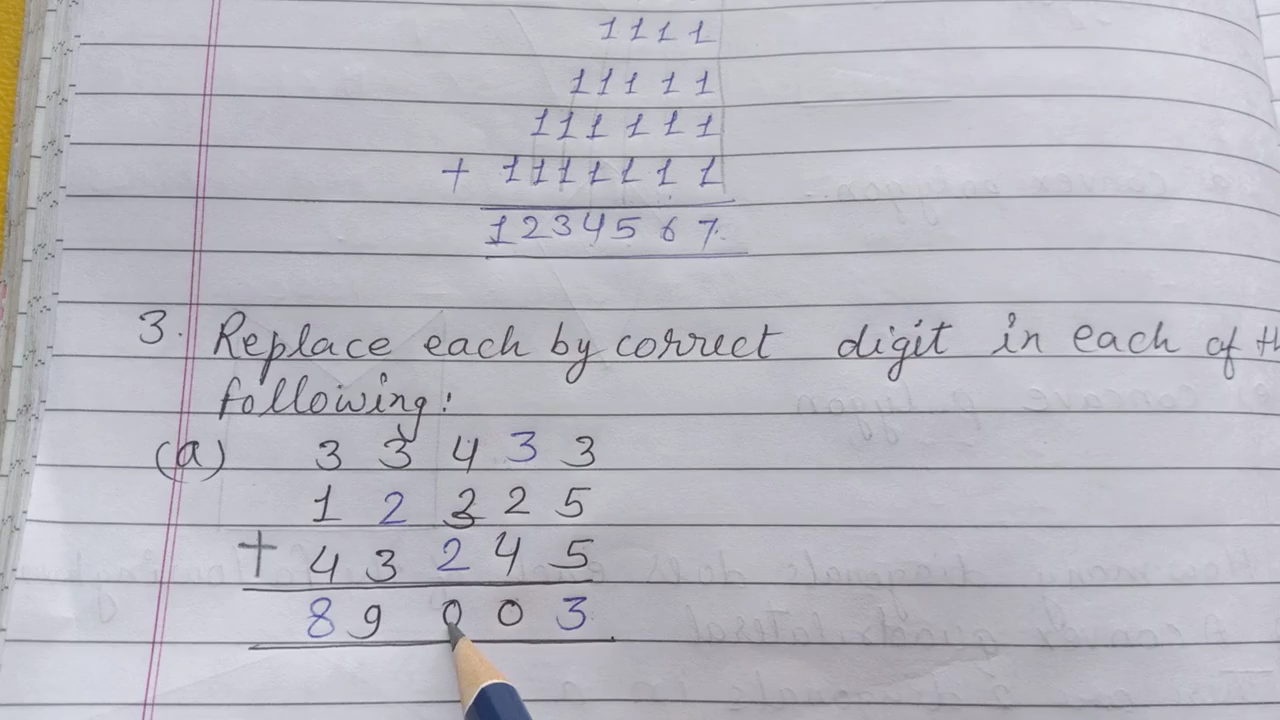 1111
11111
111111
+ 1111111
1234567
3. Replace each by correct digit in each of th
following:
(a) 3 3 4 3 3
1 2 3 2 5
+ 4 3 2 4 5
8 9 0 0 3